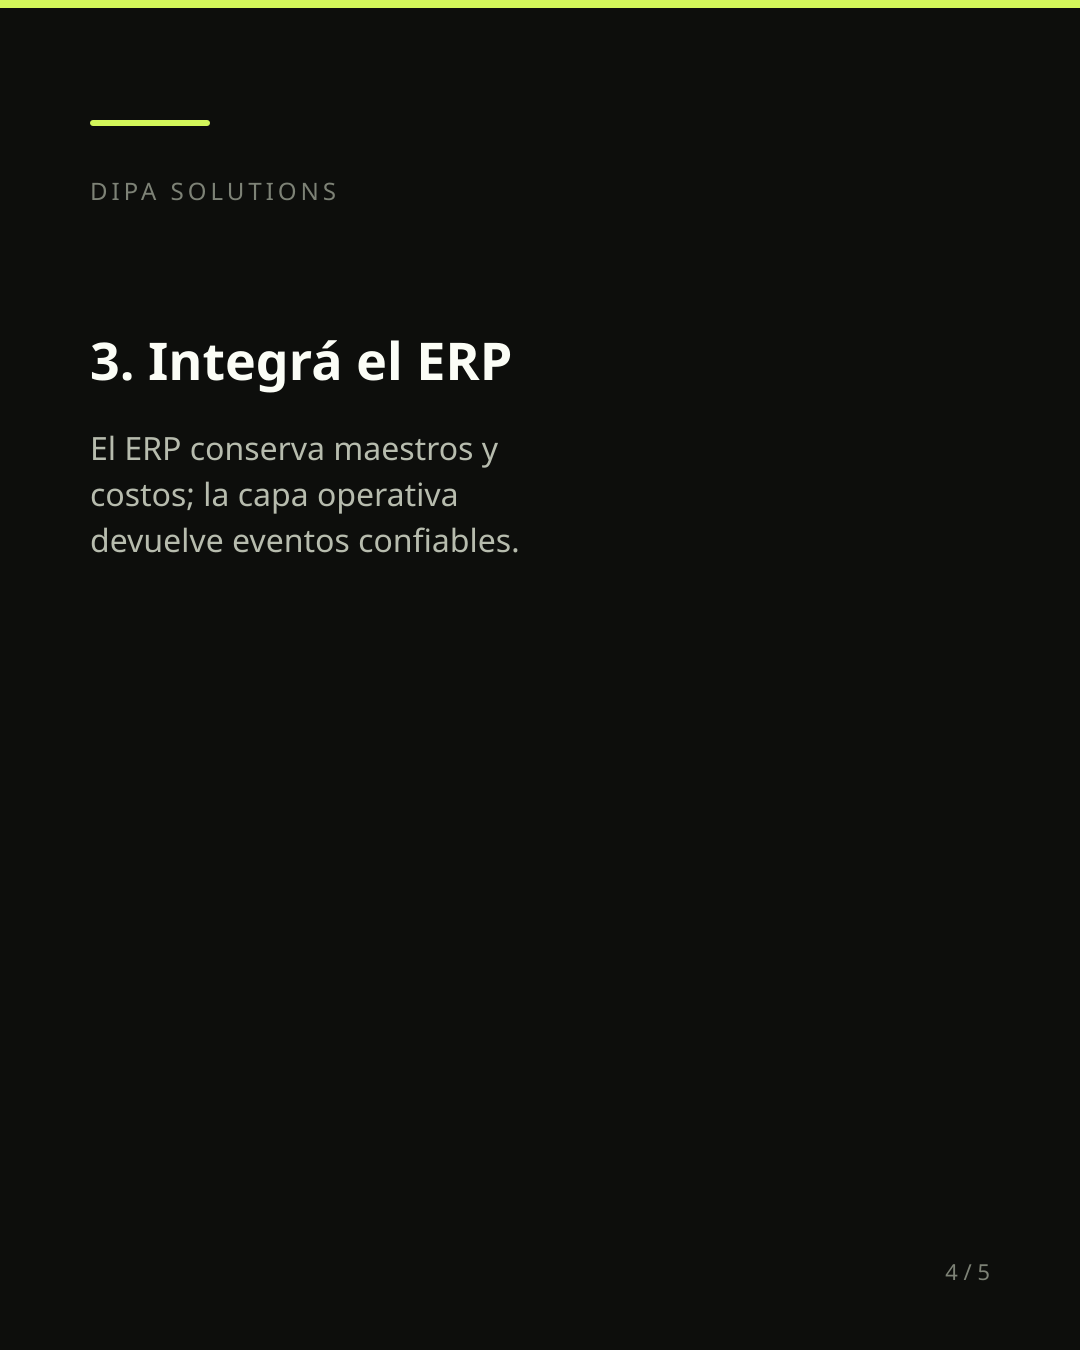 DIPA SOLUTIONS
3. Integrá el ERP
El ERP conserva maestros y
costos; la capa operativa
devuelve eventos confiables.
4 / 5